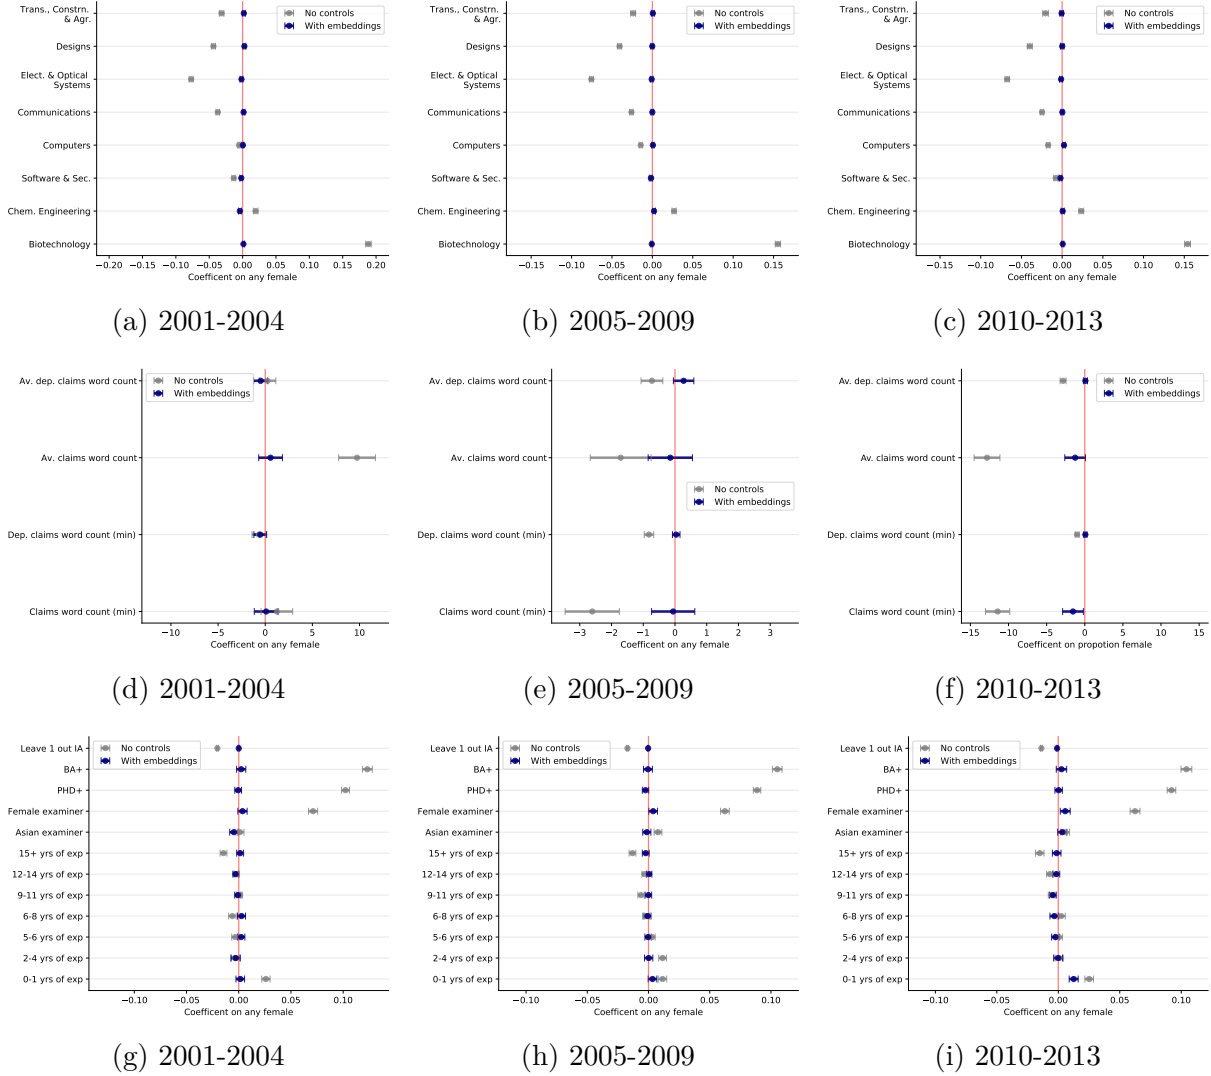 Trans., Constrn.
& Agr.
Designs
Elect. & Optical
Systems
Communications
Computers
Software & Sec.
Chem. Engineering
Biotechnology
No controls
With embeddings
−0.20 −0.15 −0.10 −0.05 0.00 0.05 0.10 0.15 0.20
Coefficent on any female
(a) 2001-2004
Trans., Constrn.
& Agr.
Designs
Elect. & Optical
Systems
Communications
Computers
Software & Sec.
Chem. Engineering
Biotechnology
No controls
With embeddings
−0.15 −0.10 −0.05 0.00 0.05 0.10 0.15
Coefficent on any female
(b) 2005-2009
Trans., Constrn.
& Agr.
Designs
Elect. & Optical
Systems
Communications
Computers
Software & Sec.
Chem. Engineering
Biotechnology
No controls
With embeddings
−0.15 −0.10 −0.05 0.00 0.05 0.10 0.15
Coefficent on any female
(c) 2010-2013
Av. dep. claims word count
Av. claims word count
Dep. claims word count (min)
Claims word count (min)
No controls
With embeddings
−10 −5 0 5 10
Coefficent on any female
(d) 2001-2004
Av. dep. claims word count
Av. claims word count
Dep. claims word count (min)
Claims word count (min)
No controls
With embeddings
−3 −2 −1 0 1 2 3
Coefficent on any female
(e) 2005-2009
Av. dep. claims word count
Av. claims word count
Dep. claims word count (min)
Claims word count (min)
No controls
With embeddings
−15 −10 −5 0 5 10 15
Coefficent on propotion female
(f) 2010-2013
Leave 1 out IA
BA+
PHD+
Female examiner
Asian examiner
15+ yrs of exp
12-14 yrs of exp
9-11 yrs of exp
6-8 yrs of exp
5-6 yrs of exp
2-4 yrs of exp
0-1 yrs of exp
No controls
With embeddings
−0.10 −0.05 0.00 0.05 0.10
Coefficent on any female
(g) 2001-2004
Leave 1 out IA
BA+
PHD+
Female examiner
Asian examiner
15+ yrs of exp
12-14 yrs of exp
9-11 yrs of exp
6-8 yrs of exp
5-6 yrs of exp
2-4 yrs of exp
0-1 yrs of exp
No controls
With embeddings
−0.10 −0.05 0.00 0.05 0.10
Coefficent on any female
(h) 2005-2009
Leave 1 out IA
BA+
PHD+
Female examiner
Asian examiner
15+ yrs of exp
12-14 yrs of exp
9-11 yrs of exp
6-8 yrs of exp
5-6 yrs of exp
2-4 yrs of exp
0-1 yrs of exp
No controls
With embeddings
−0.10 −0.05 0.00 0.05 0.10
Coefficent on any female
(i) 2010-2013